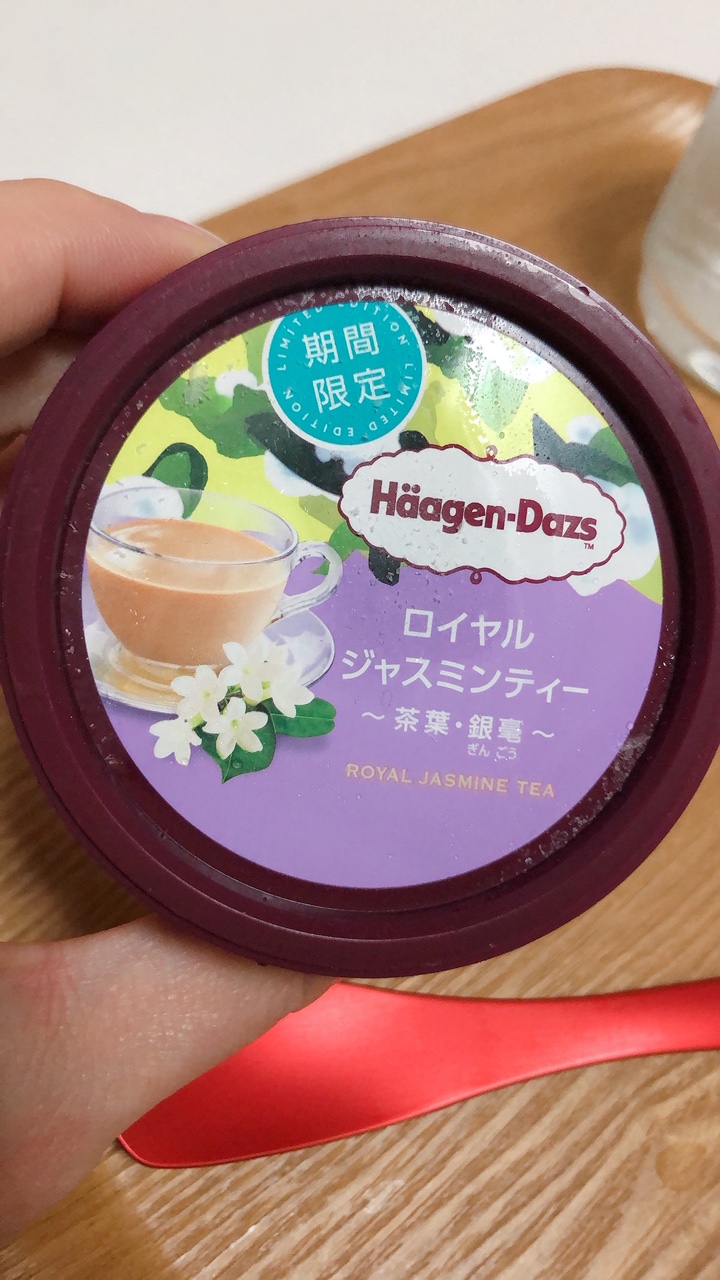 LIMITED EDITION
期間
限定
LIMITED EDITION
Häagen-Dazs
TM
ロイヤル
ジャスミンティー
～ 茶葉・銀毫 ～
ぎん ごう
ROYAL JASMINE TEA